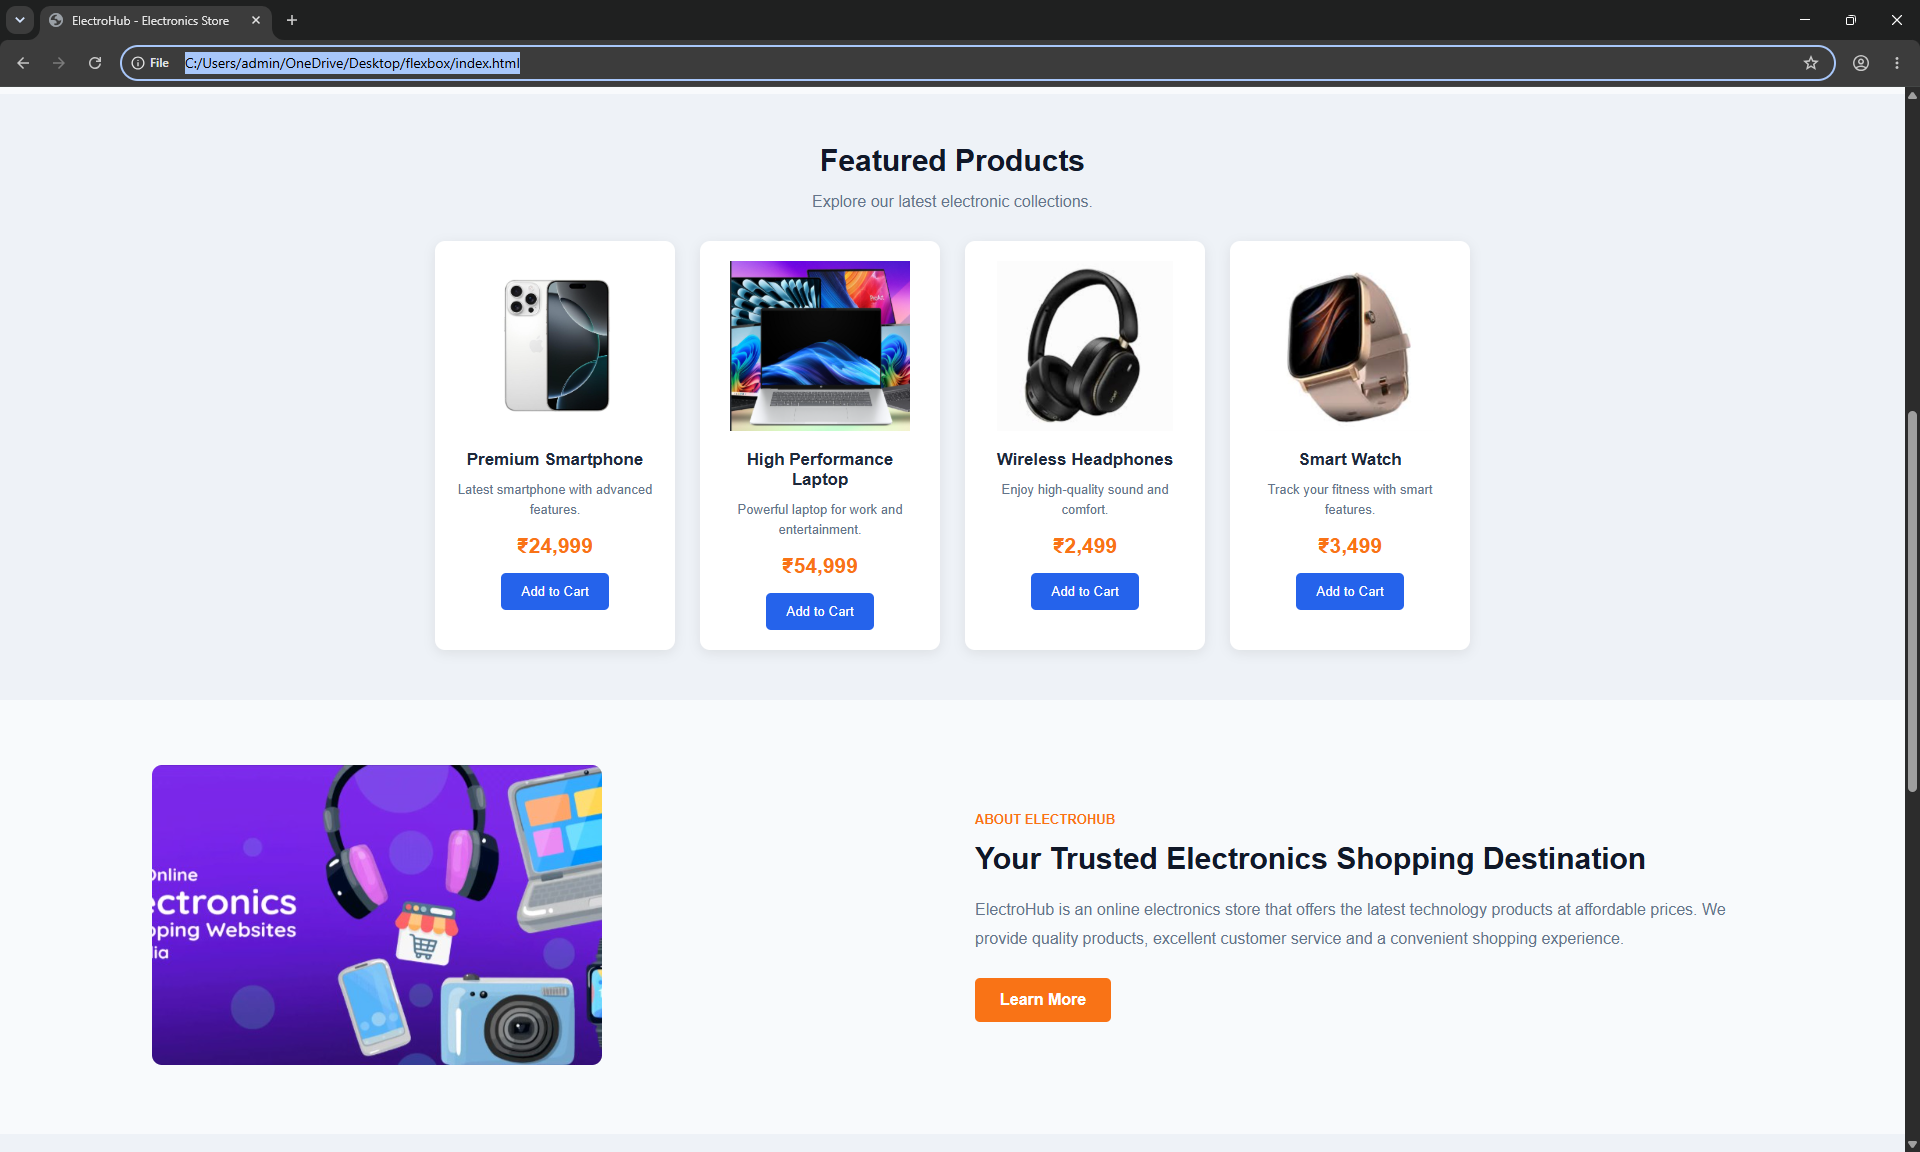 ElectroHub - Electronics Store
File
C:/Users/admin/OneDrive/Desktop/flexbox/index.html
Featured Products
Explore our latest electronic collections.
Premium Smartphone
Latest smartphone with advanced
features.
₹24,999
Add to Cart
High Performance
Laptop
Powerful laptop for work and
entertainment.
₹54,999
Add to Cart
Wireless Headphones
Enjoy high-quality sound and
comfort.
₹2,499
Add to Cart
Smart Watch
Track your fitness with smart
features.
₹3,499
Add to Cart
Online
ectronics
pping Websites
ia
ABOUT ELECTROHUB
Your Trusted Electronics Shopping Destination
ElectroHub is an online electronics store that offers the latest technology products at affordable prices. We
provide quality products, excellent customer service and a convenient shopping experience.
Learn More